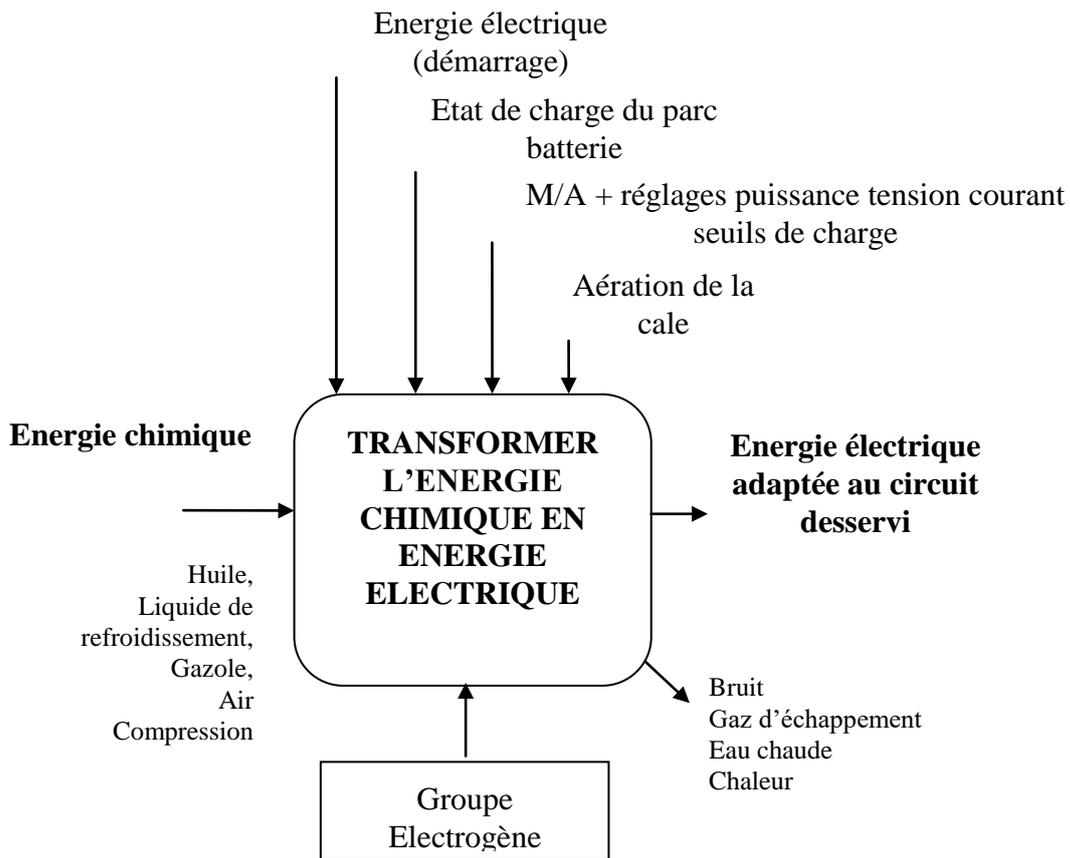 Energie électrique
(démarrage)
Etat de charge du parc
batterie
M/A + réglages puissance tension courant
seuils de charge
Aération de la
cale
Energie chimique
TRANSFORMER
L’ENERGIE
CHIMIQUE EN
ENERGIE
ELECTRIQUE
Energie électrique
adaptée au circuit
desservi
Huile,
Liquide de
refroidissement,
Gazole,
Air
Compression
Bruit
Gaz d’échappement
Eau chaude
Chaleur
Groupe
Electrogène